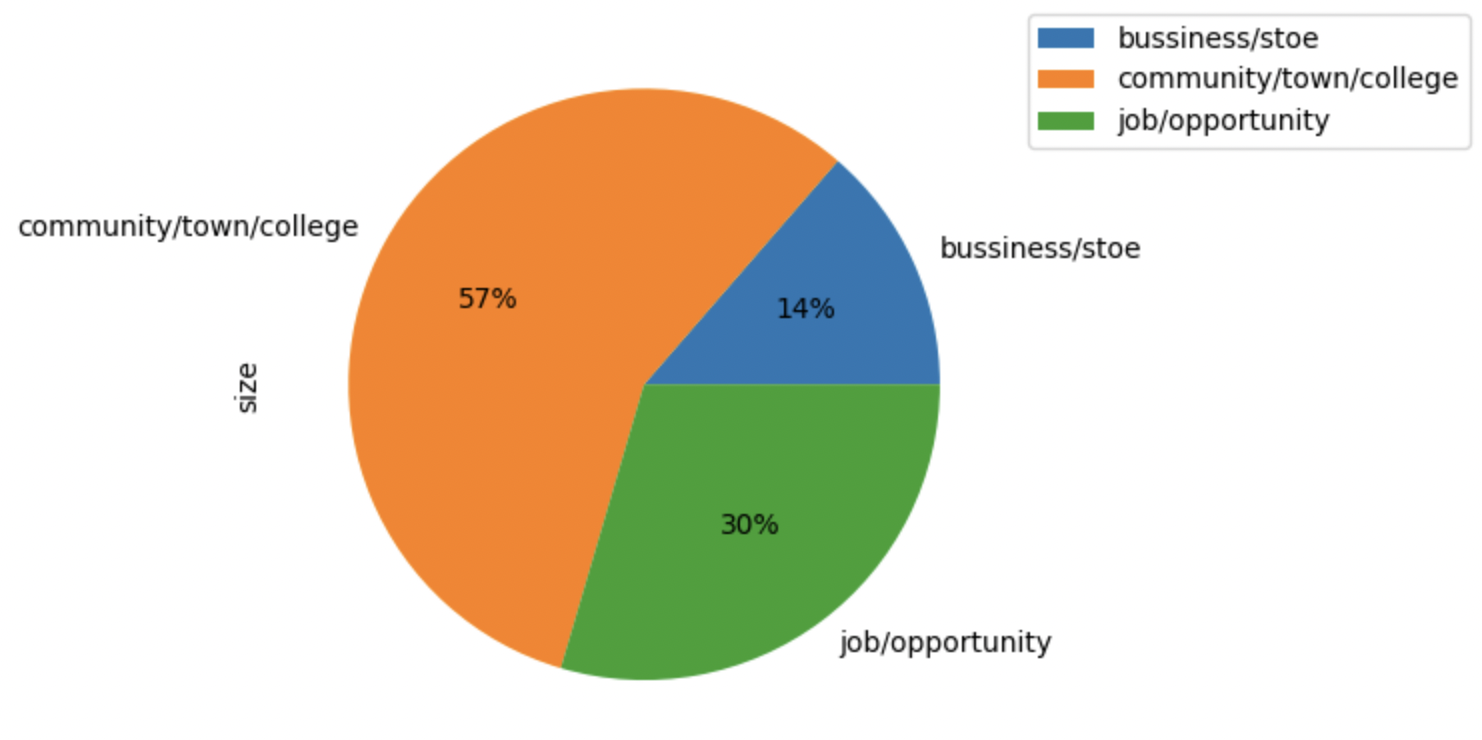 bussiness/stoe
community/town/college
job/opportunity
community/town/college
bussiness/stoe
57%
14%
size
30%
job/opportunity